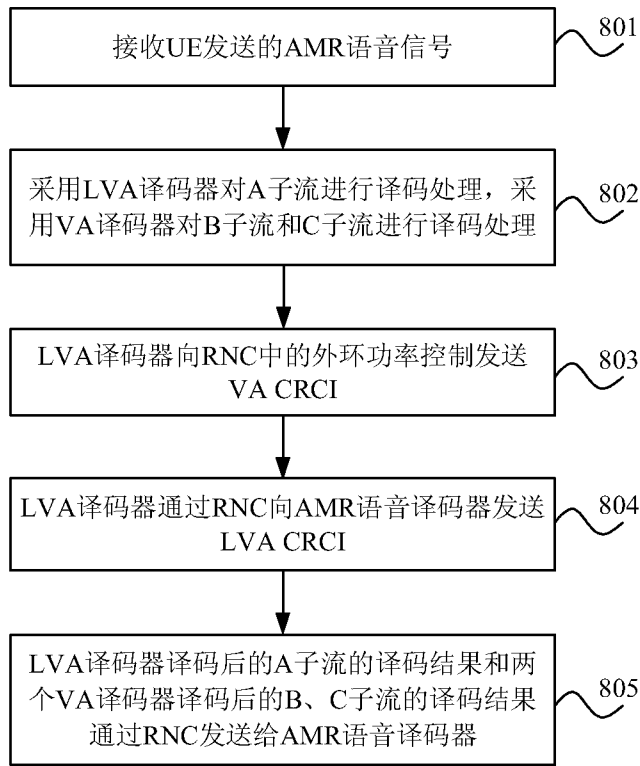 接收UE发送的AMR语音信号
801
采用LVA译码器对A子流进行译码处理，采
用VA译码器对B子流和C子流进行译码处理
802
LVA译码器向RNC中的外环功率控制发送
VA CRCI
803
LVA译码器通过RNC向AMR语音译码器发送
LVA CRCI
804
LVA译码器译码后的A子流的译码结果和两
个VA译码器译码后的B、C子流的译码结果
通过RNC发送给AMR语音译码器
805